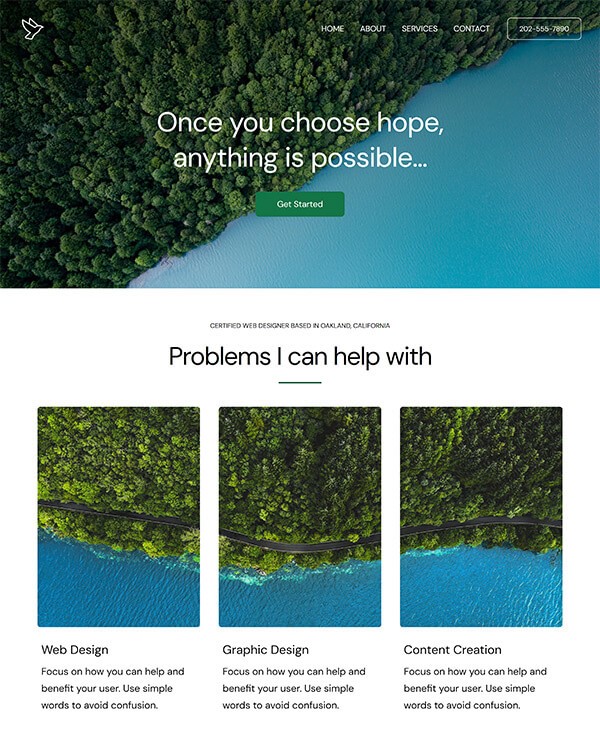 HOME ABOUT SERVICES CONTACT 202-555-7890
Once you choose hope,
anything is possible...
Get Started
CERTIFIED WEB DESIGNER BASED IN OAKLAND, CALIFORNIA
Problems I can help with
Web Design
Focus on how you can help and
benefit your user. Use simple
words to avoid confusion.
Graphic Design
Focus on how you can help and
benefit your user. Use simple
words to avoid confusion.
Content Creation
Focus on how you can help and
benefit your user. Use simple
words to avoid confusion.